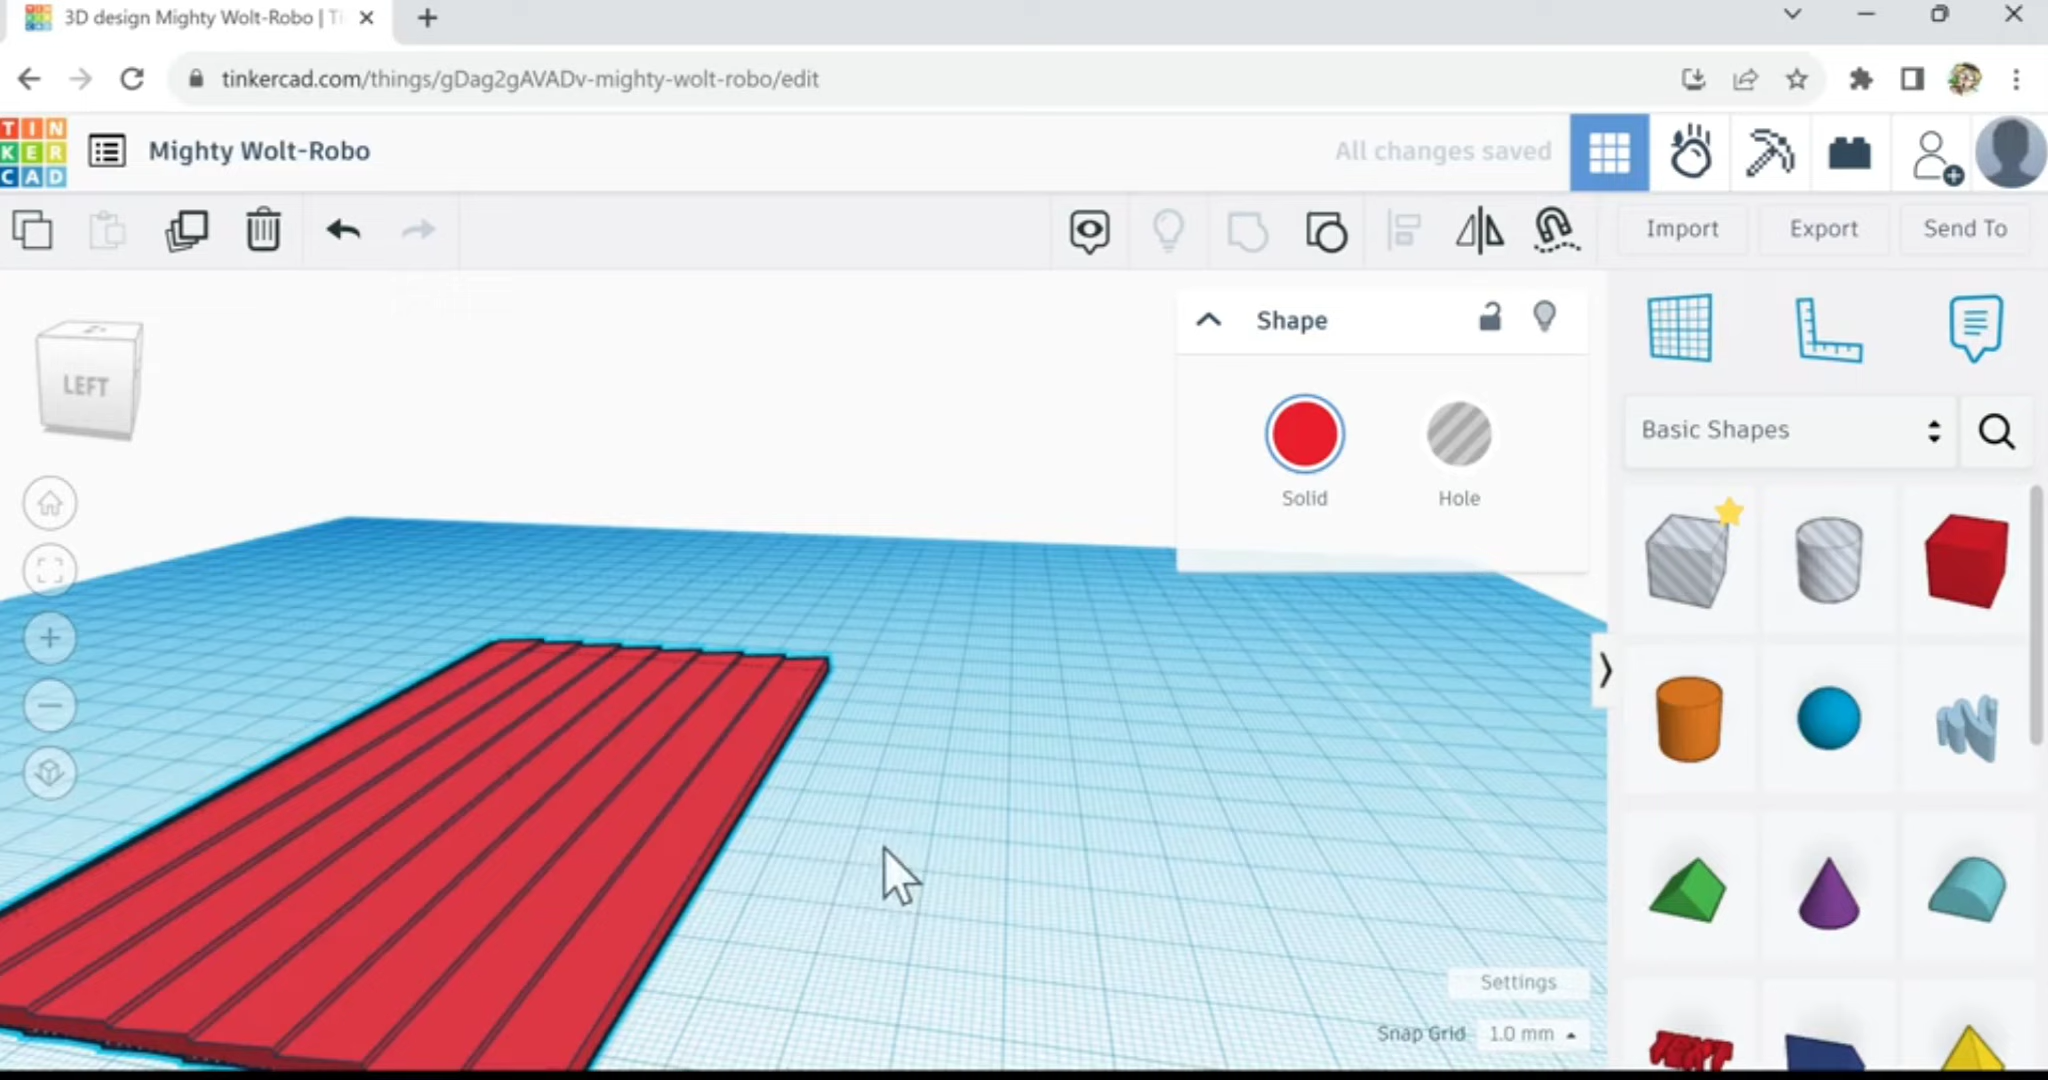 3D design Mighty Wolt-Robo | Ti
tinkercad.com/things/gDag2gAVADv-mighty-wolt-robo/edit
TIN
KER
CAD
Mighty Wolt-Robo
All changes saved
Import
Export
Send To
LEFT
Shape
Solid
Hole
Basic Shapes
TEXT
Settings
Snap Grid
1.0 mm